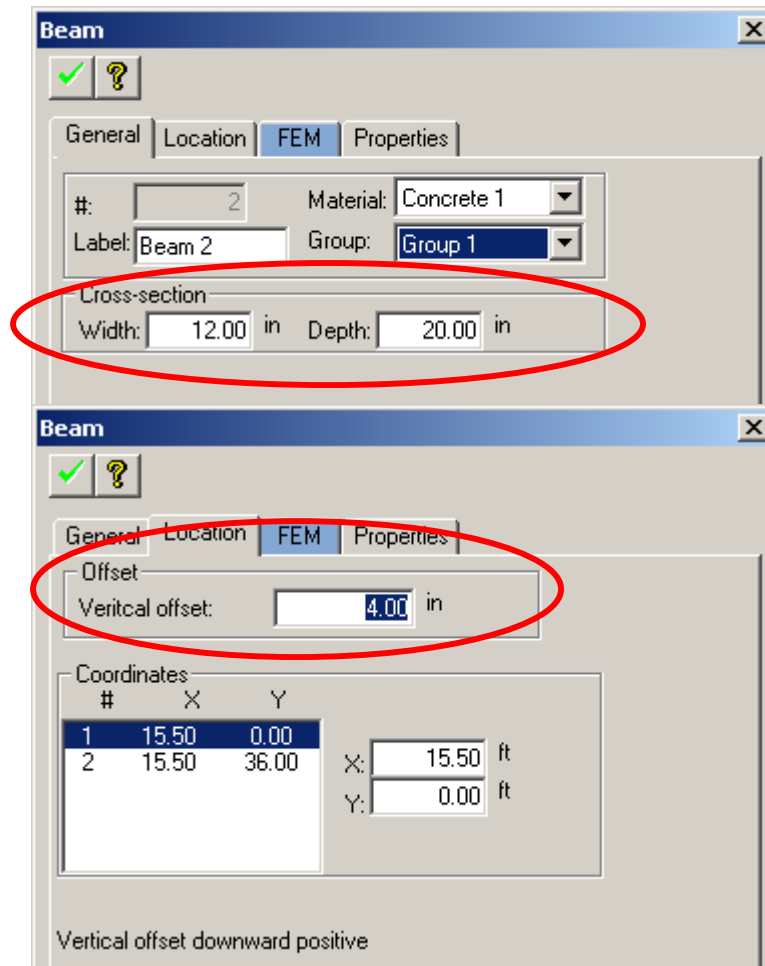 Beam
General Location FEM Properties
#: 2 Material: Concrete 1
Label: Beam 2 Group: Group 1
Cross-section
Width: 12.00 in Depth: 20.00 in
Beam
General Location FEM Properties
Offset
Veritcal offset: 4.00 in
Coordinates
# X Y
1 15.50 0.00
2 15.50 36.00
X: 15.50 ft
Y: 0.00 ft
Vertical offset downward positive